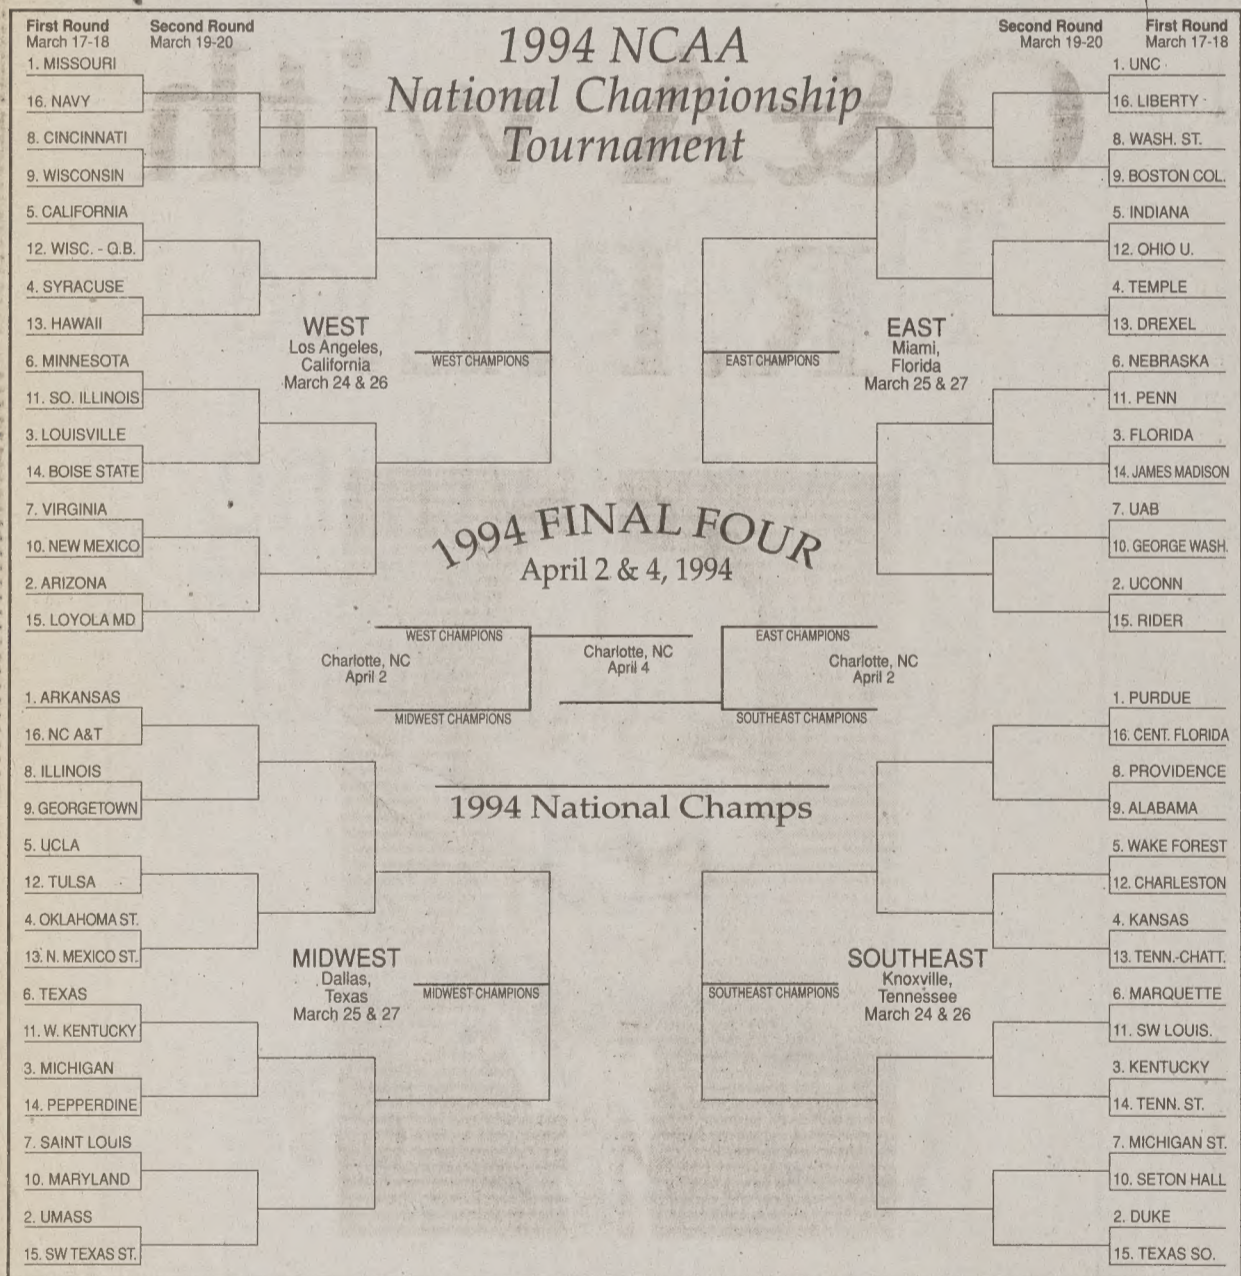 First Round
March 17-18
Second Round
March 19-20
1994 NCAA
National Championship
Tournament
Second Round
March 19-20
First Round
March 17-18
1. MISSOURI
16. NAVY
8. CINCINNATI
9. WISCONSIN
5. CALIFORNIA
12. WISC. - G.B.
4. SYRACUSE
13. HAWAII
6. MINNESOTA
11. SO. ILLINOIS
3. LOUISVILLE
14. BOISE STATE
7. VIRGINIA
10. NEW MEXICO
2. ARIZONA
15. LOYOLA MD
WEST
Los Angeles,
California
March 24 & 26
WEST CHAMPIONS
1. UNC
16. LIBERTY
8. WASH. ST.
9. BOSTON COL.
5. INDIANA
12. OHIO U.
4. TEMPLE
13. DREXEL
6. NEBRASKA
11. PENN
3. FLORIDA
14. JAMES MADISON
7. UAB
10. GEORGE WASH.
2. UCONN
15. RIDER
EAST
Miami,
Florida
March 25 & 27
EAST CHAMPIONS
1994 FINAL FOUR
April 2 & 4, 1994
WEST CHAMPIONS
Charlotte, NC
April 2
MIDWEST CHAMPIONS
Charlotte, NC
April 4
EAST CHAMPIONS
Charlotte, NC
April 2
SOUTHEAST CHAMPIONS
1994 National Champs
1. ARKANSAS
16. NC A&T
8. ILLINOIS
9. GEORGETOWN
5. UCLA
12. TULSA
4. OKLAHOMA ST.
13. N. MEXICO ST.
6. TEXAS
11. W. KENTUCKY
3. MICHIGAN
14. PEPPERDINE
7. SAINT LOUIS
10. MARYLAND
2. UMASS
15. SW TEXAS ST.
MIDWEST
Dallas,
Texas
March 25 & 27
MIDWEST CHAMPIONS
1. PURDUE
16. CENT. FLORIDA
8. PROVIDENCE
9. ALABAMA
5. WAKE FOREST
12. CHARLESTON
4. KANSAS
13. TENN.-CHATT.
6. MARQUETTE
11. SW LOUIS.
3. KENTUCKY
14. TENN. ST.
7. MICHIGAN ST.
10. SETON HALL
2. DUKE
15. TEXAS SO.
SOUTHEAST
Knoxville,
Tennessee
March 24 & 26
SOUTHEAST CHAMPIONS